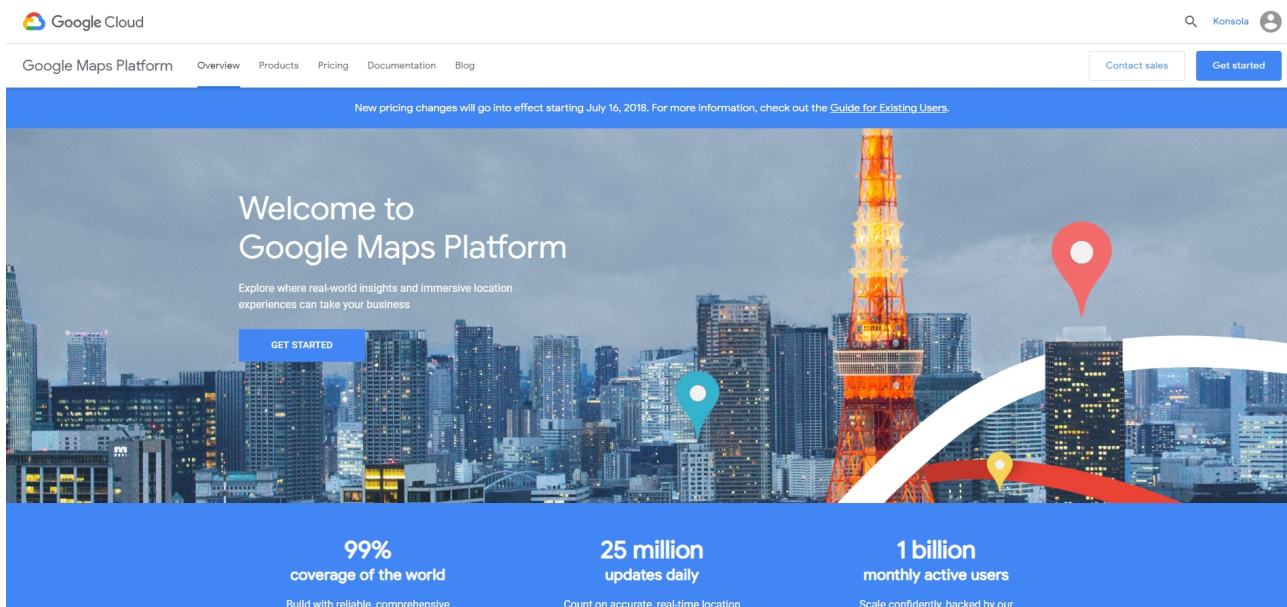 Google Cloud
Konsola
Google Maps Platform Overview Products Pricing Documentation Blog Contact sales Get started
New pricing changes will go into effect starting July 16, 2018. For more information, check out the Guide for Existing Users.
Welcome to
Google Maps Platform
Explore where real-world insights and immersive location
experiences can take your business
GET STARTED
99%
coverage of the world
Build with reliable, comprehensive
25 million
updates daily
Count on accurate, real-time location
1 billion
monthly active users
Scale confidently, backed by our